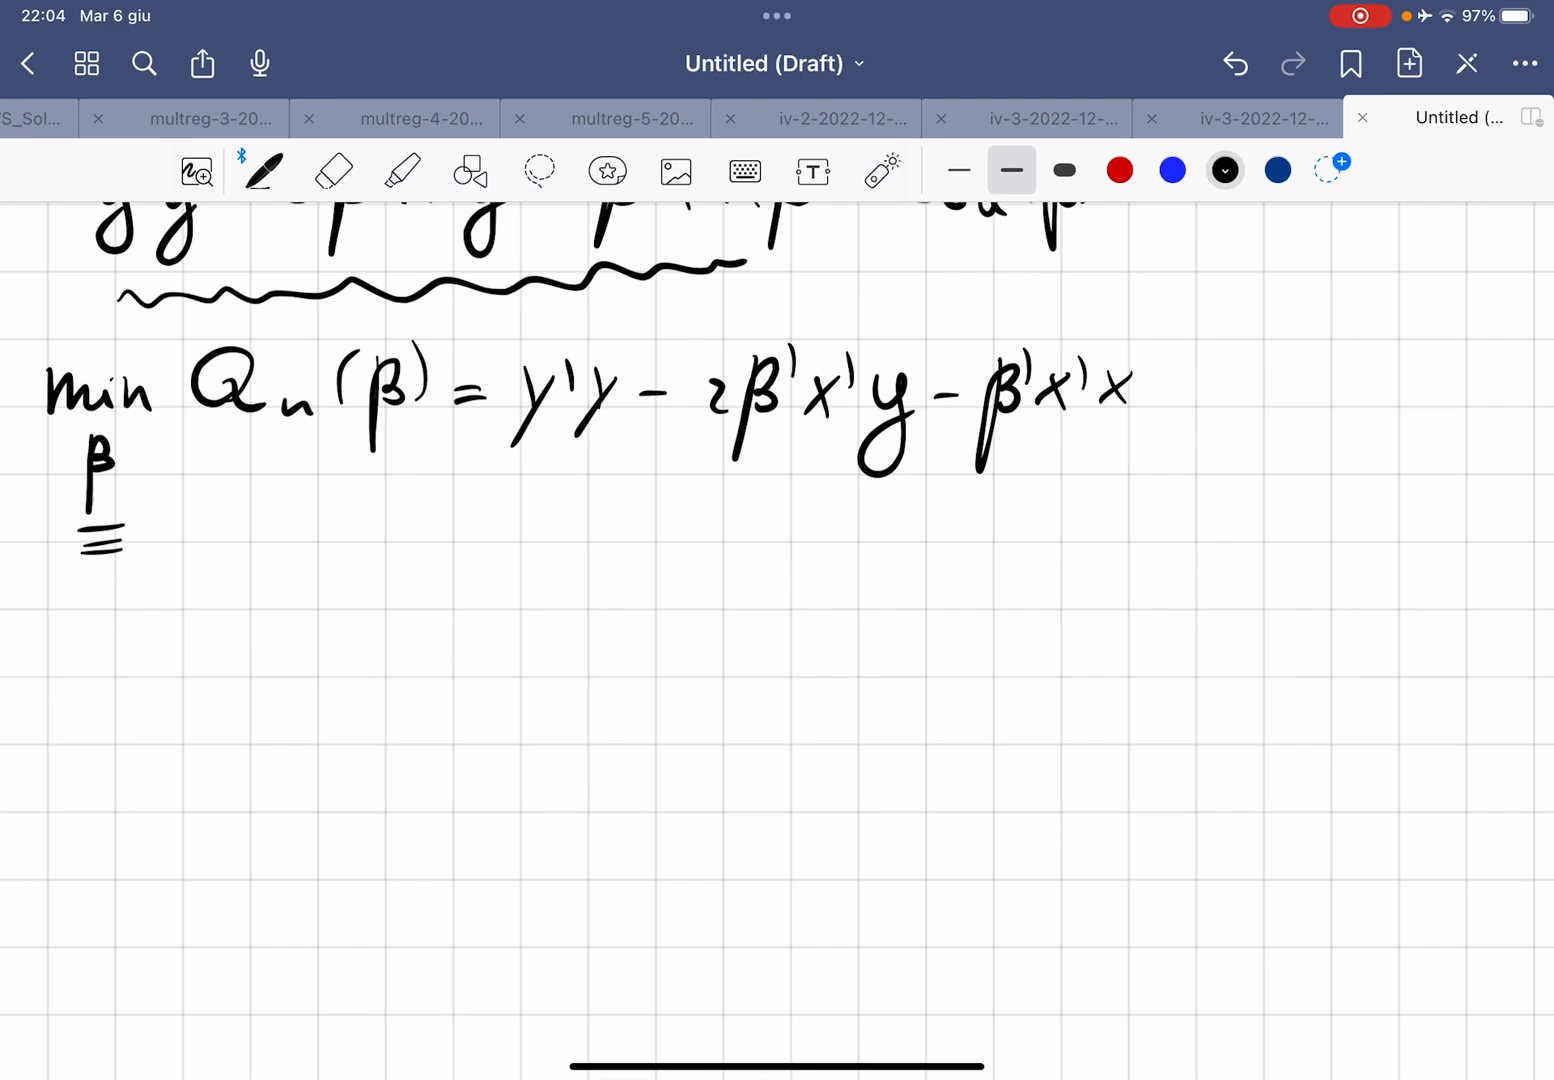 22:04 Mar 6 giu
97%
Untitled (Draft)
S_Sol... multreg-3-20... multreg-4-20... multreg-5-20... iv-2-2022-12-... iv-3-2022-12-... iv-3-2022-12-... Untitled (...
T
min Qn (β) = y'y - 2β'x'y - β'x'x
β